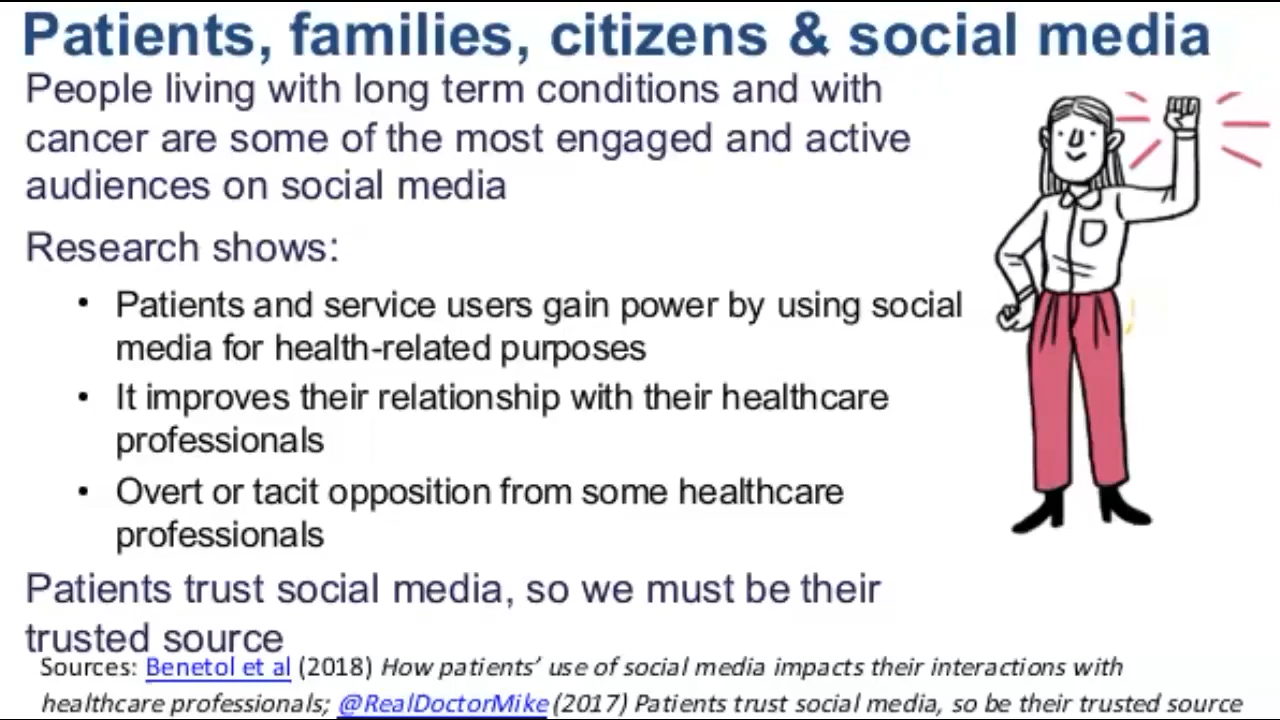 Patients, families, citizens & social media
People living with long term conditions and with
cancer are some of the most engaged and active
audiences on social media
Research shows:
• Patients and service users gain power by using social
media for health-related purposes
• It improves their relationship with their healthcare
professionals
• Overt or tacit opposition from some healthcare
professionals
Patients trust social media, so we must be their
trusted source
Sources: Benetol et al (2018) How patients' use of social media impacts their interactions with
healthcare professionals; @RealDoctorMike (2017) Patients trust social media, so be their trusted source